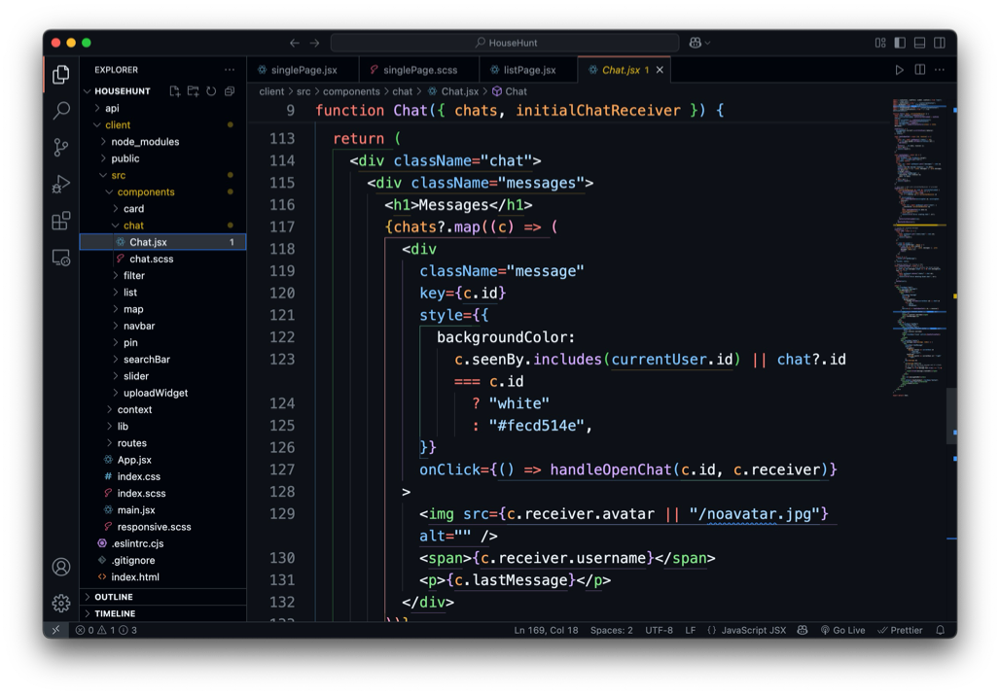 HouseHunt
EXPLORER
singlePage.jsx
singlePage.scss
listPage.jsx
Chat.jsx 1
HOUSEHUNT
client > src > components > chat > Chat.jsx > Chat
api
client
node_modules
public
src
components
card
chat
Chat.jsx 1
chat.scss
filter
list
map
navbar
pin
searchBar
slider
uploadWidget
context
lib
routes
App.jsx
index.css
index.scss
main.jsx
responsive.scss
.eslintrc.cjs
.gitignore
index.html
OUTLINE
TIMELINE
9 function Chat({ chats, initialChatReceiver }) {
113 return (
114 <div className="chat">
115 <div className="messages">
116 <h1>Messages</h1>
117 {chats?.map((c) => (
118 <div
119 className="message"
120 key={c.id}
121 style={{
122 backgroundColor:
123 c.seenBy.includes(currentUser.id) || chat?.id
=== c.id
124 ? "white"
125 : "#fecd514e",
126 }}
127 onClick={() => handleOpenChat(c.id, c.receiver)}
128 >
129 <img src={c.receiver.avatar || "/noavatar.jpg"}
alt="" />
130 <span>{c.receiver.username}</span>
131 <p>{c.lastMessage}</p>
132 </div>
133 ))}
0 1 3
Ln 169, Col 18
Spaces: 2
UTF-8
LF
{} JavaScript JSX
Go Live
Prettier